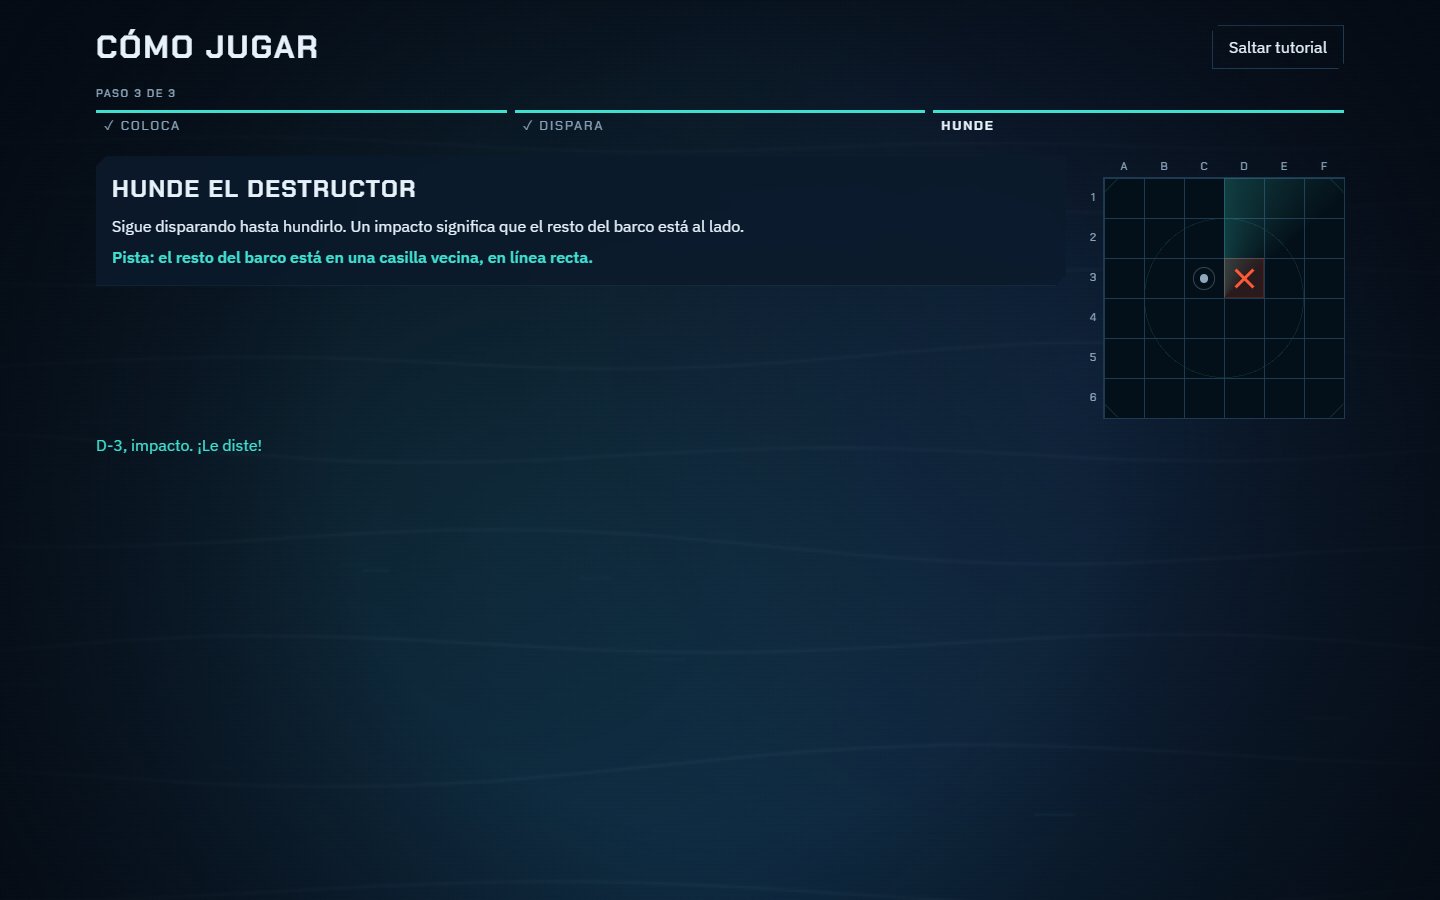 CÓMO JUGAR
Saltar tutorial
PASO 3 DE 3
✓ COLOCA
✓ DISPARA
HUNDE
HUNDE EL DESTRUCTOR
Sigue disparando hasta hundirlo. Un impacto significa que el resto del barco está al lado.
Pista: el resto del barco está en una casilla vecina, en línea recta.
A B C D E F
1
2
3
4
5
6
D-3, impacto. ¡Le diste!